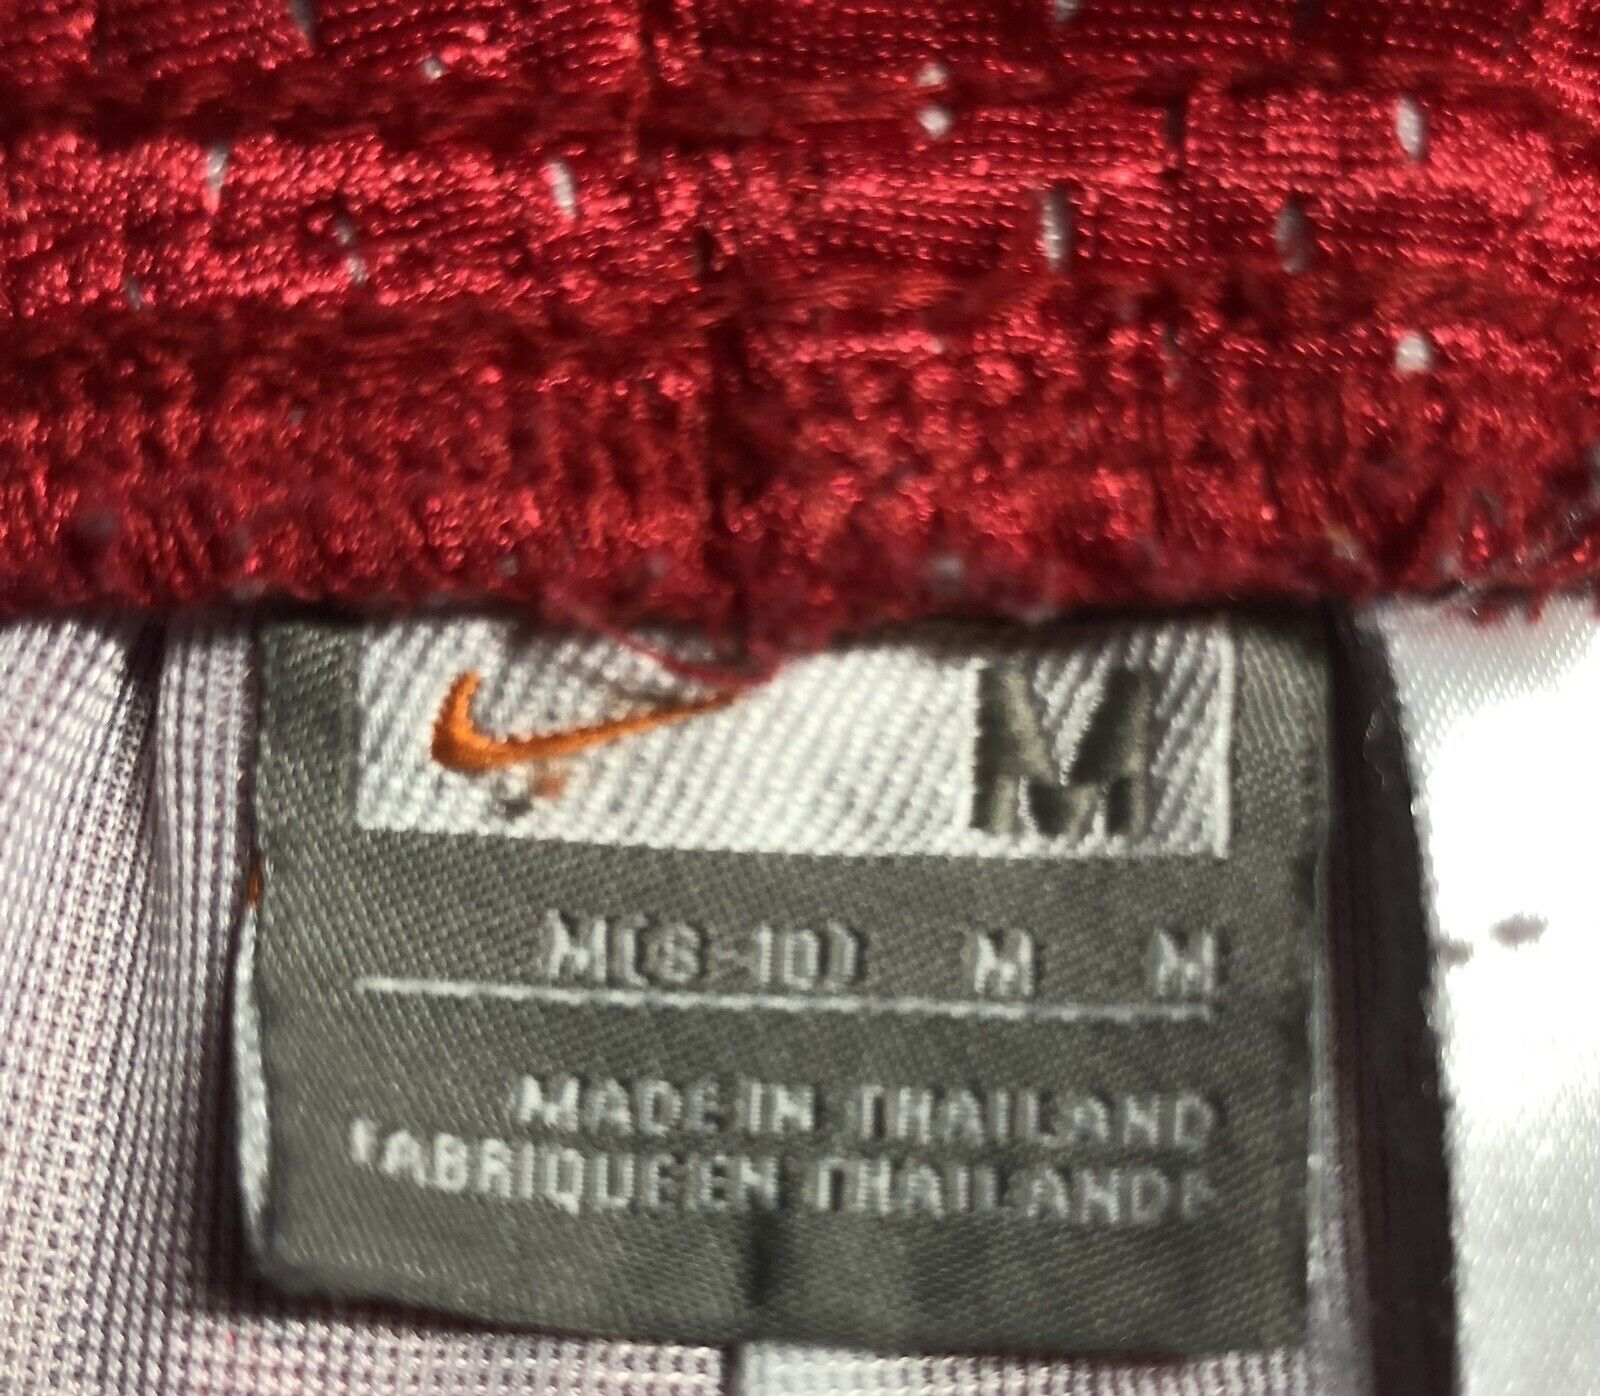 M
M(8-10) M M
MADE IN THAILAND
FABRIQUE EN THAILANDE